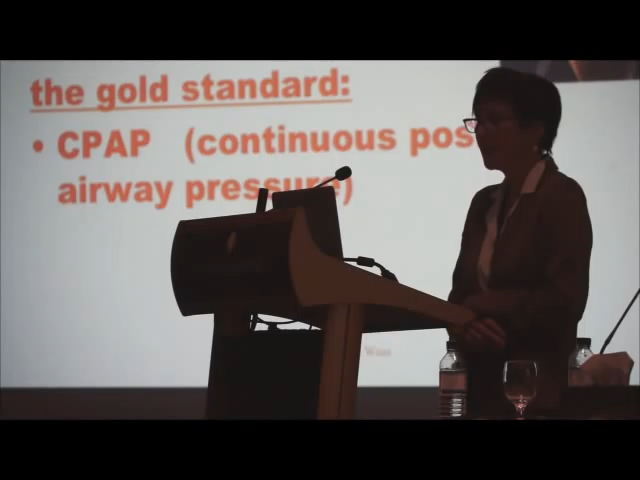 the gold standard:
• CPAP (continuous pos
airway pressure)